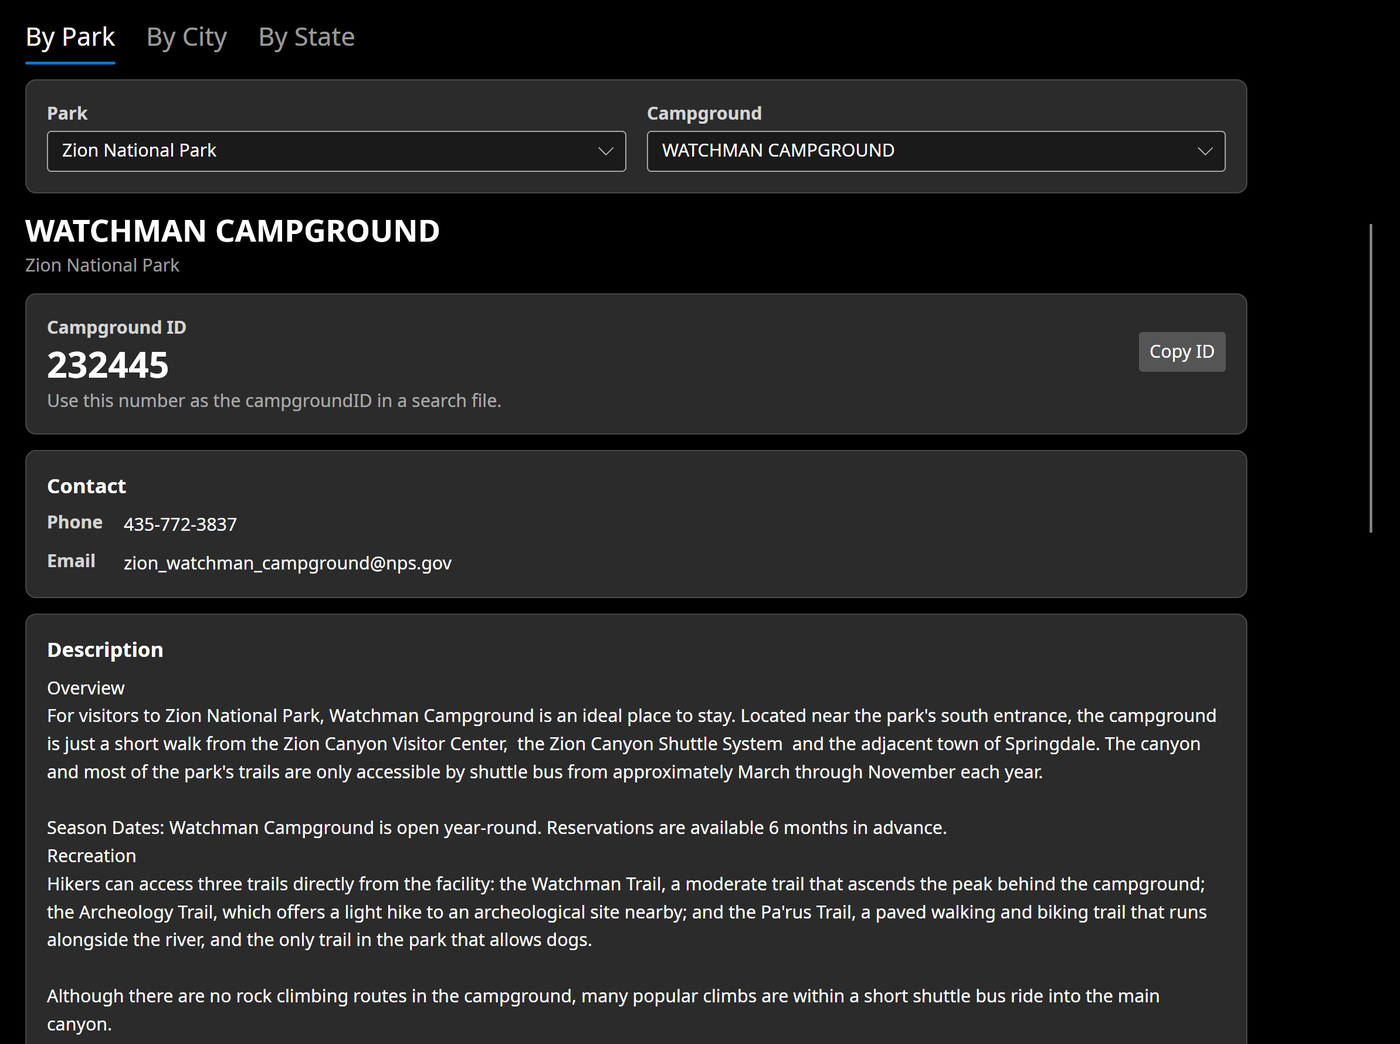 By Park By City By State
Park Campground
Zion National Park WATCHMAN CAMPGROUND
WATCHMAN CAMPGROUND
Zion National Park
Campground ID
232445
Copy ID
Use this number as the campgroundID in a search file.
Contact
Phone 435-772-3837
Email zion_watchman_campground@nps.gov
Description
Overview
For visitors to Zion National Park, Watchman Campground is an ideal place to stay. Located near the park's south entrance, the campground
is just a short walk from the Zion Canyon Visitor Center,  the Zion Canyon Shuttle System  and the adjacent town of Springdale. The canyon
and most of the park's trails are only accessible by shuttle bus from approximately March through November each year.
Season Dates: Watchman Campground is open year-round. Reservations are available 6 months in advance.
Recreation
Hikers can access three trails directly from the facility: the Watchman Trail, a moderate trail that ascends the peak behind the campground;
the Archeology Trail, which offers a light hike to an archeological site nearby; and the Pa'rus Trail, a paved walking and biking trail that runs
alongside the river, and the only trail in the park that allows dogs.
Although there are no rock climbing routes in the campground, many popular climbs are within a short shuttle bus ride into the main
canyon.